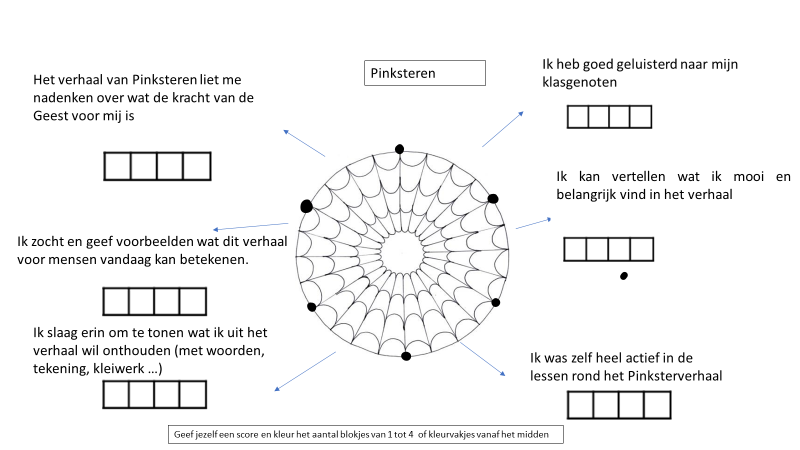 Pinksteren
Het verhaal van Pinksteren liet me
nadenken over wat de kracht van de
Geest voor mij is
Ik heb goed geluisterd naar mijn
klasgenoten
Ik kan vertellen wat ik mooi en
belangrijk vind in het verhaal
Ik zocht en geef voorbeelden wat dit verhaal
voor mensen vandaag kan betekenen.
Ik slaag erin om te tonen wat ik uit het
verhaal wil onthouden (met woorden,
tekening, kleiwerk ...)
Ik was zelf heel actief in de
lessen rond het Pinksterverhaal
Geef jezelf een score en kleur het aantal blokjes van 1 tot 4 of kleurvakjes vanaf het midden